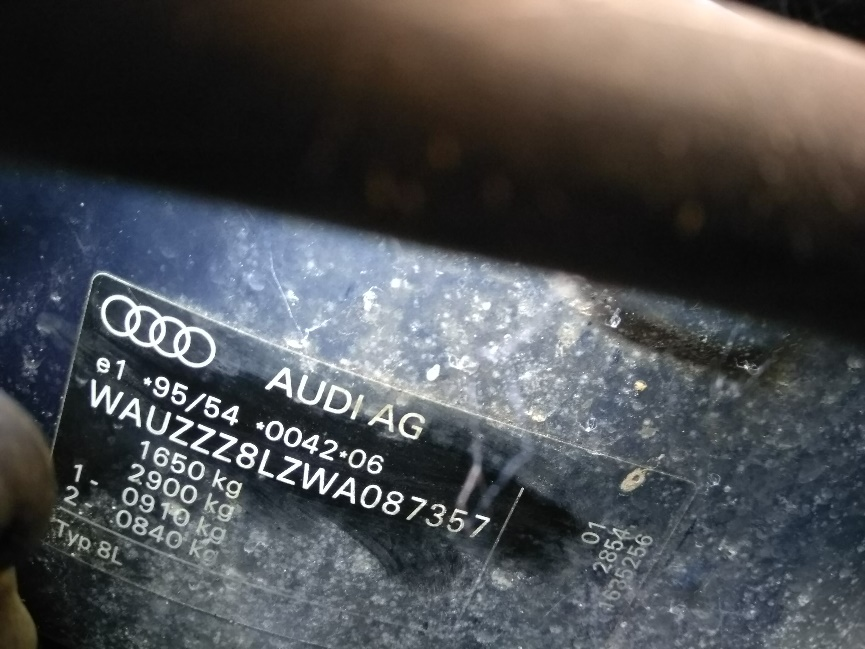 AUDI AG
e1 *95/54 *0042*06
WAUZZZ8LZWA087357
1650 kg
2900 kg
1- 0910 kg
2- 0840 kg
Typ 8L
01
2854